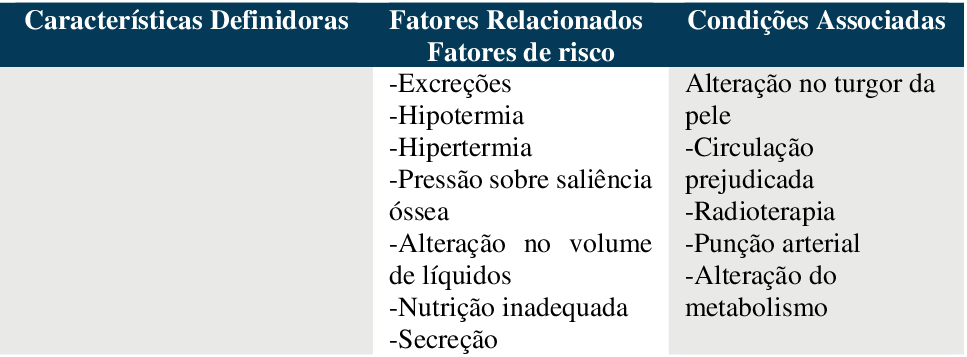 Características Definidoras
Fatores Relacionados
Fatores de risco
Condições Associadas
-Excreções
-Hipotermia
-Hipertermia
-Pressão sobre saliência
óssea
-Alteração no volume
de líquidos
-Nutrição inadequada
-Secreção
Alteração no turgor da
pele
-Circulação
prejudicada
-Radioterapia
-Punção arterial
-Alteração do
metabolismo